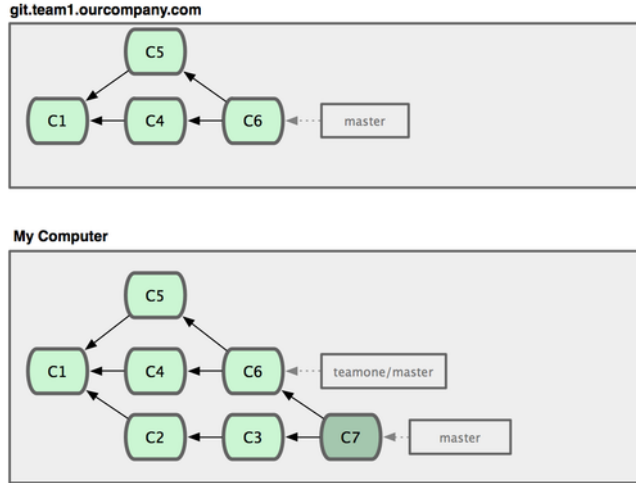 git.team1.ourcompany.com
C5
C1
C4
C6
master
My Computer
C5
C1
C4
C6
teamone/master
C2
C3
C7
master